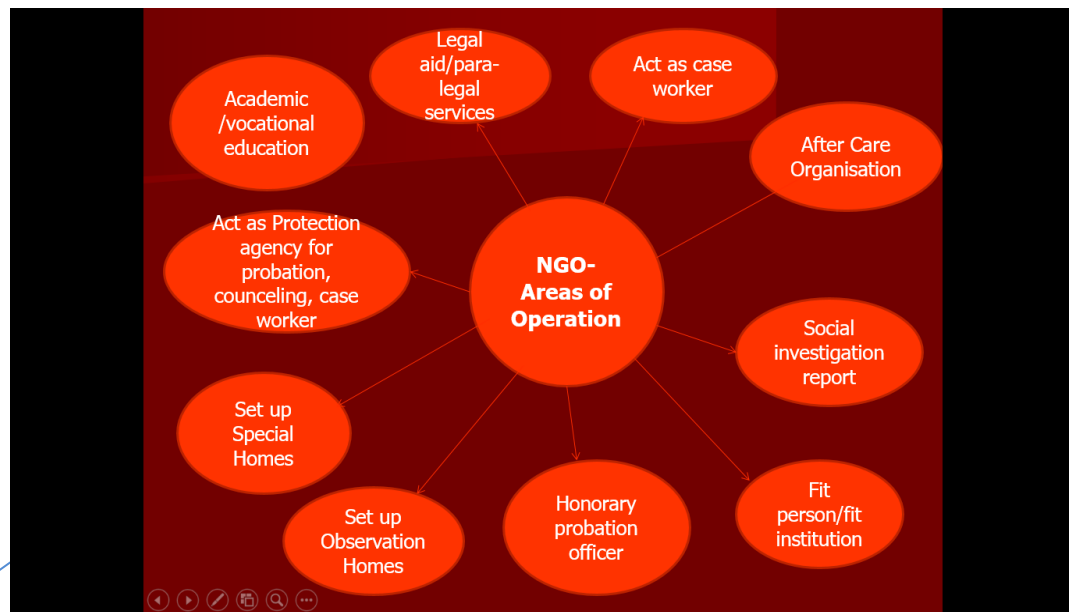 Legal
aid/para-
legal
services
Act as case
worker
Academic
/vocational
education
After Care
Organisation
Act as Protection
agency for
probation,
counceling, case
worker
NGO-
Areas of
Operation
Social
investigation
report
Set up
Special
Homes
Set up
Observation
Homes
Honorary
probation
officer
Fit
person/fit
institution